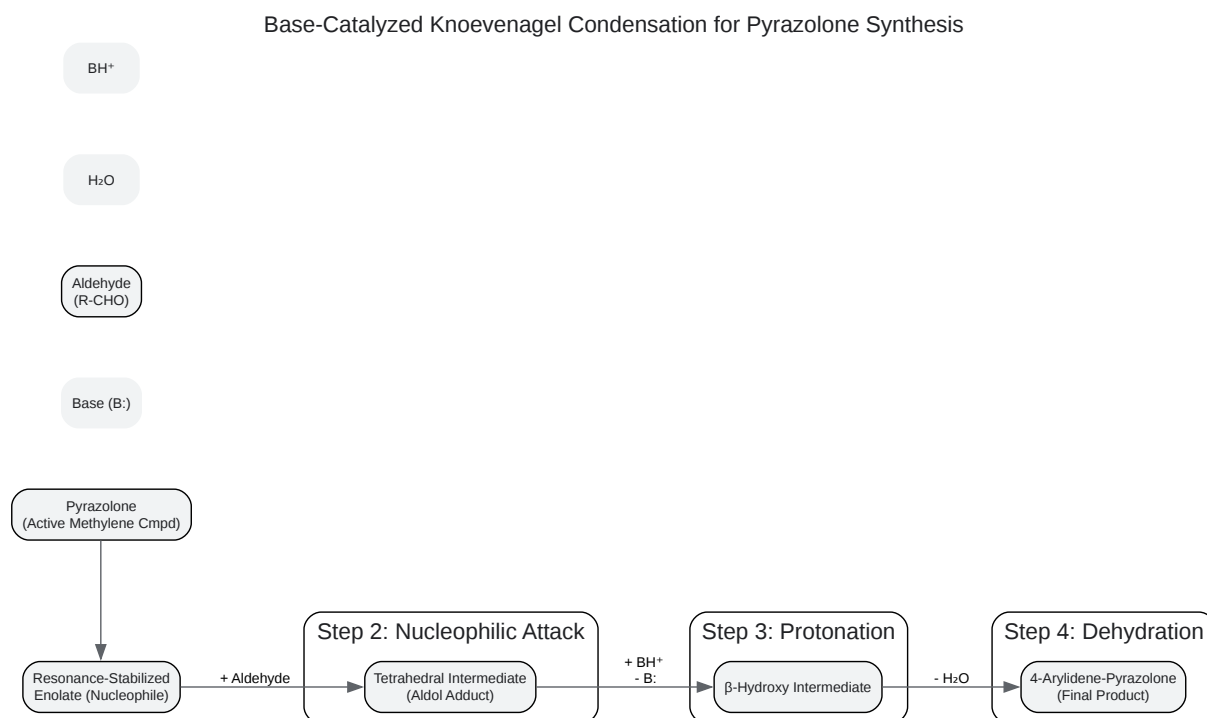 Base-Catalyzed Knoevenagel Condensation for Pyrazolone Synthesis
BH⁺
H₂O
Aldehyde
(R-CHO)
Base (B:)
Pyrazolone
(Active Methylene Cmpd)
Resonance-Stabilized
Enolate (Nucleophile)
+ Aldehyde
Step 2: Nucleophilic Attack
Tetrahedral Intermediate
(Aldol Adduct)
+ BH⁺
- B:
Step 3: Protonation
β-Hydroxy Intermediate
- H₂O
Step 4: Dehydration
4-Arylidene-Pyrazolone
(Final Product)